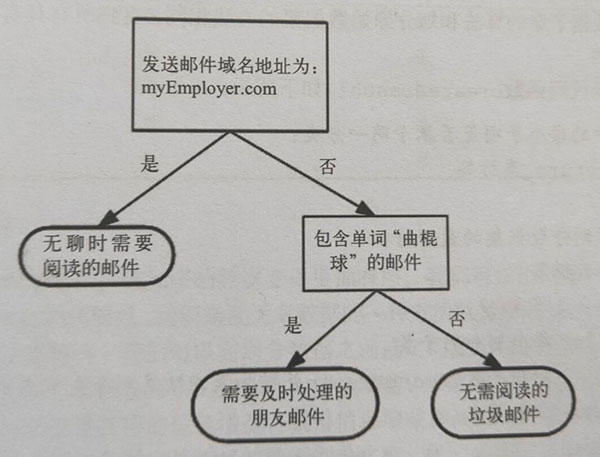 发送邮件域名地址为：
myEmployer.com
是
否
无聊时需要
阅读的邮件
包含单词“曲棍
球”的邮件
是
否
需要及时处理的
朋友邮件
无需阅读的
垃圾邮件